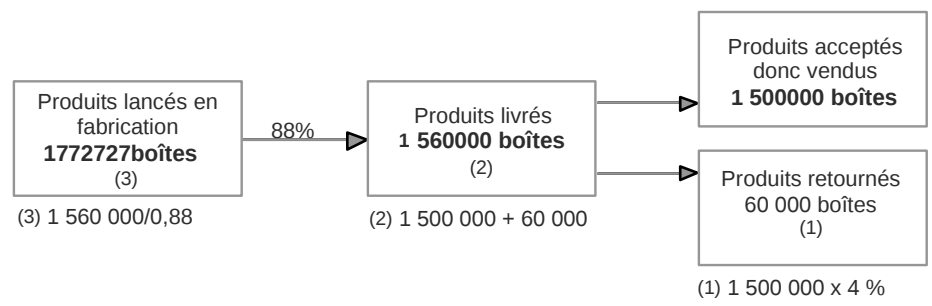 Produits lancés en
fabrication
1772727boîtes
(3)
(3) 1 560 000/0,88
88%
Produits livrés
1 560000 boîtes
(2)
(2) 1 500 000 + 60 000
Produits acceptés
donc vendus
1 500000 boîtes
Produits retournés
60 000 boîtes
(1)
(1) 1 500 000 x 4 %